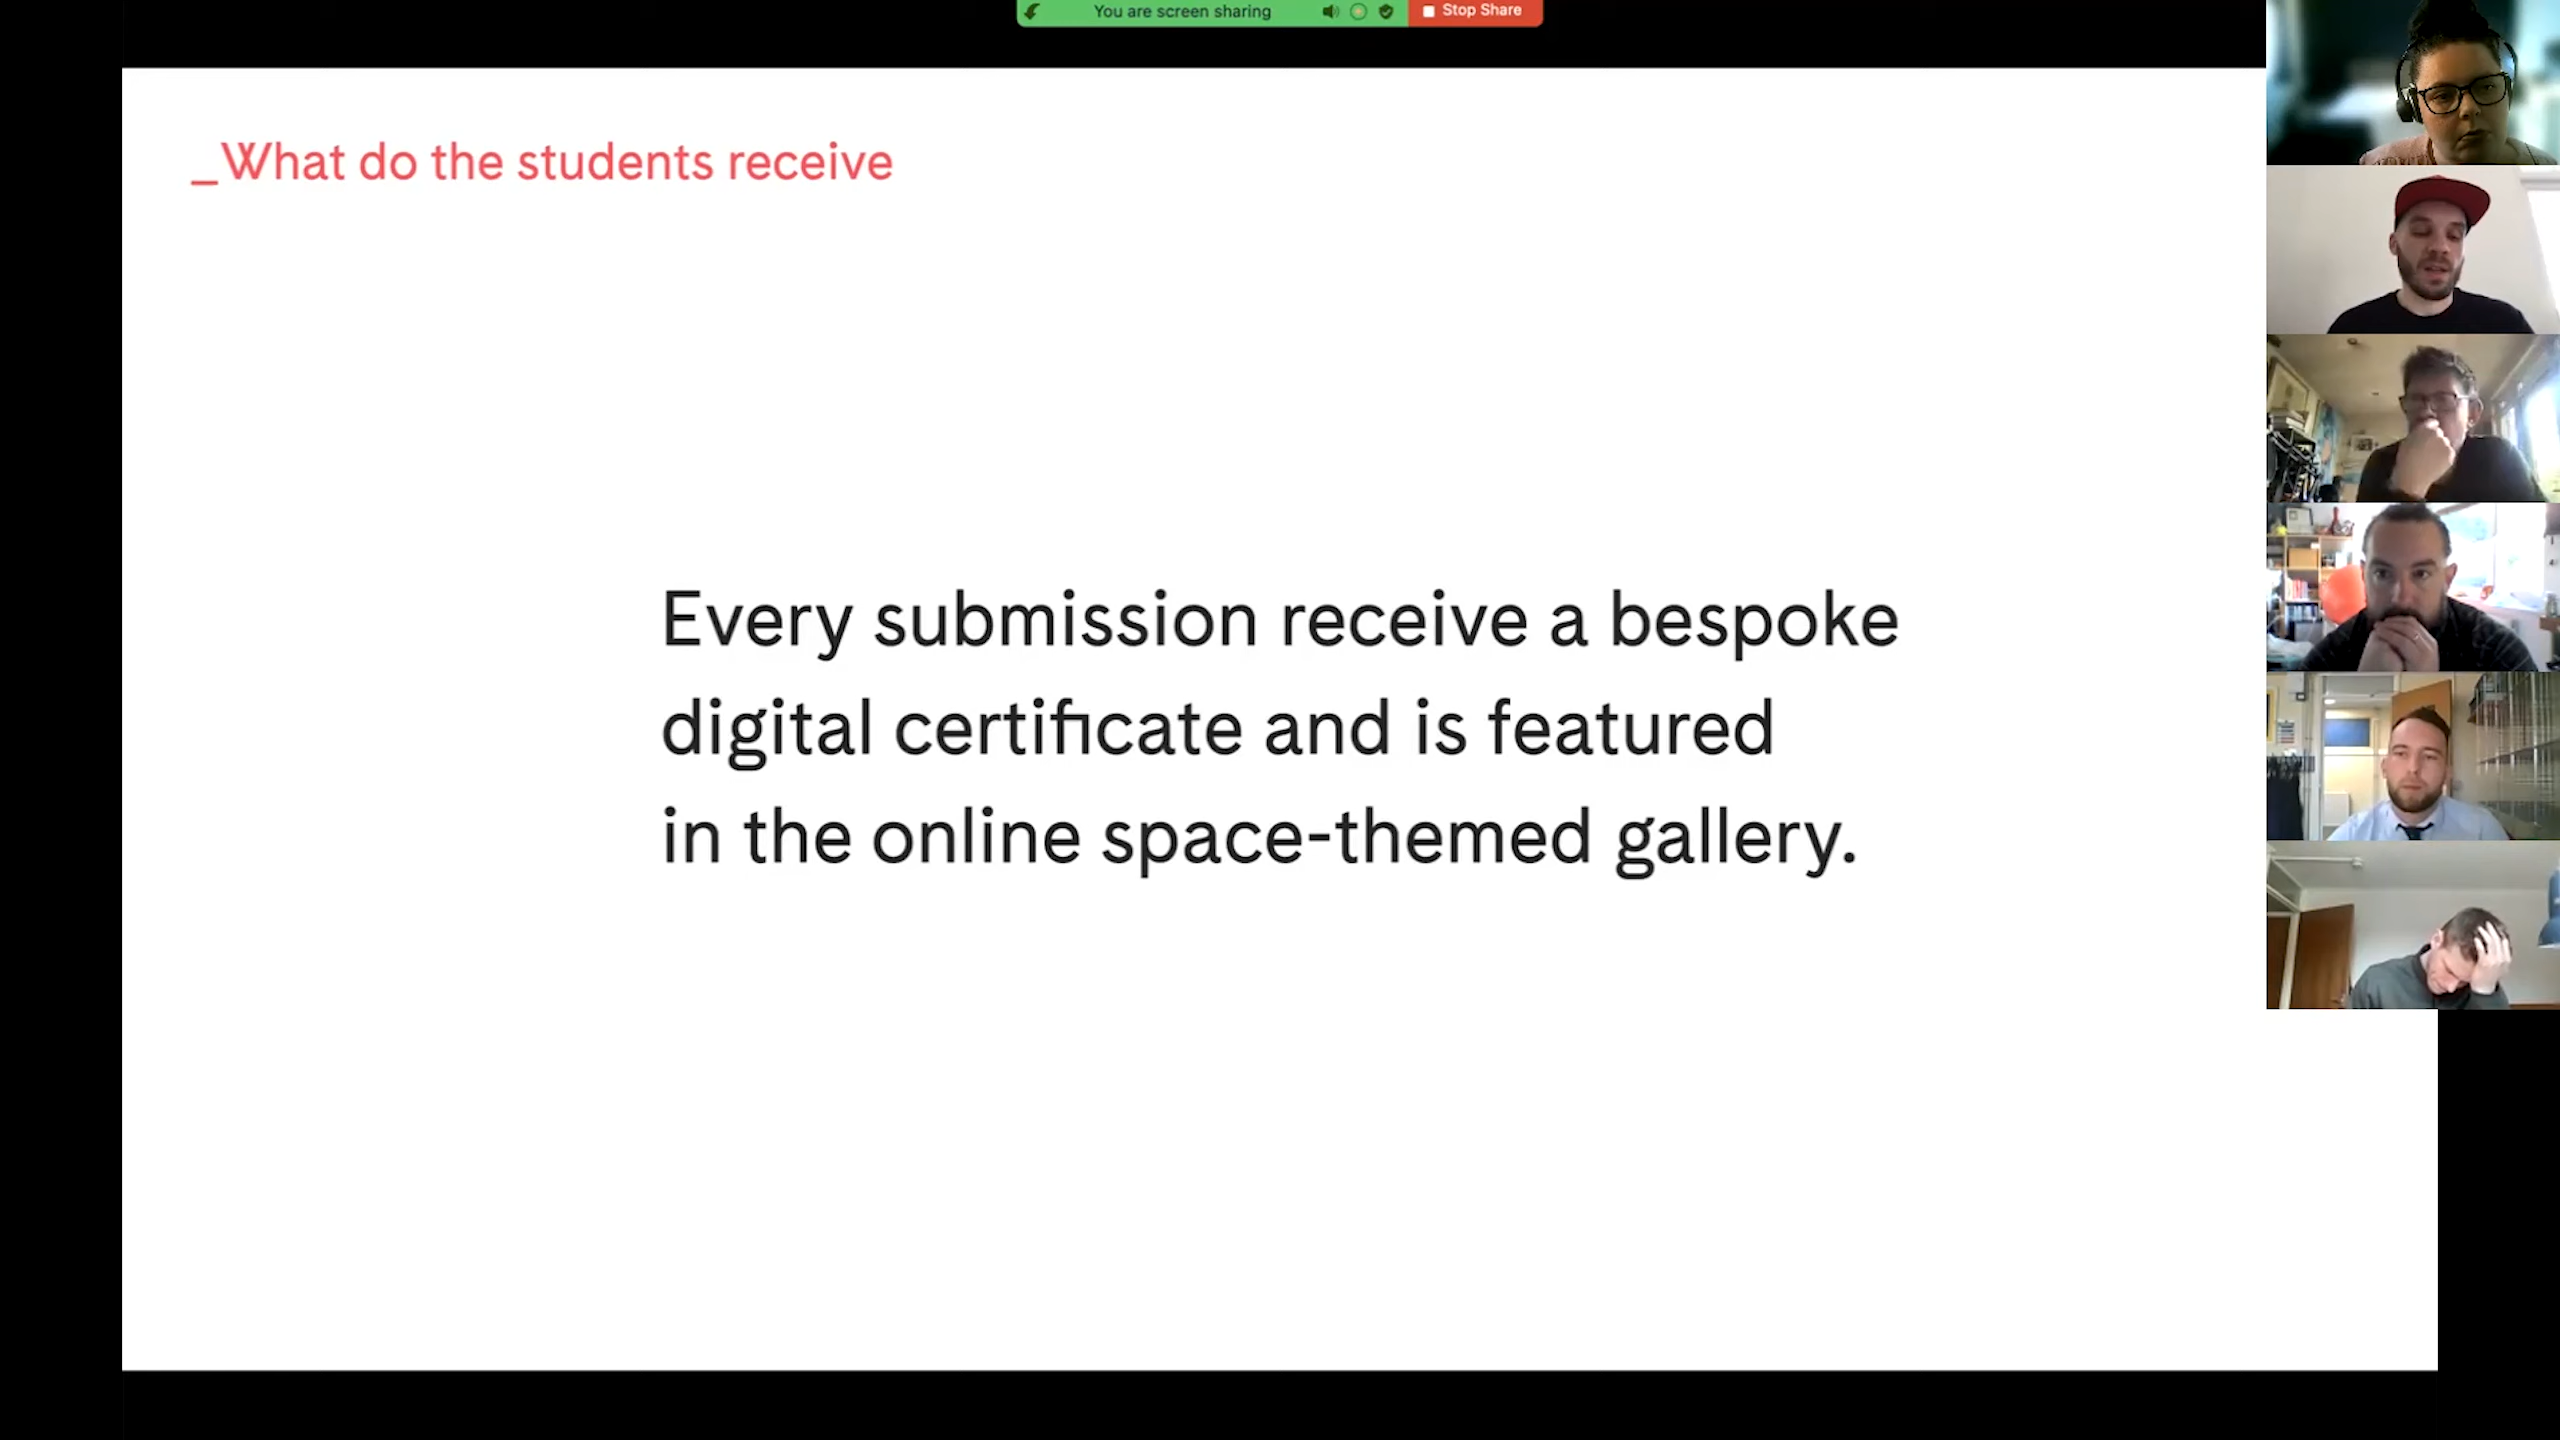 You are screen sharing
Stop Share
_What do the students receive
Every submission receive a bespoke
digital certificate and is featured
in the online space-themed gallery.